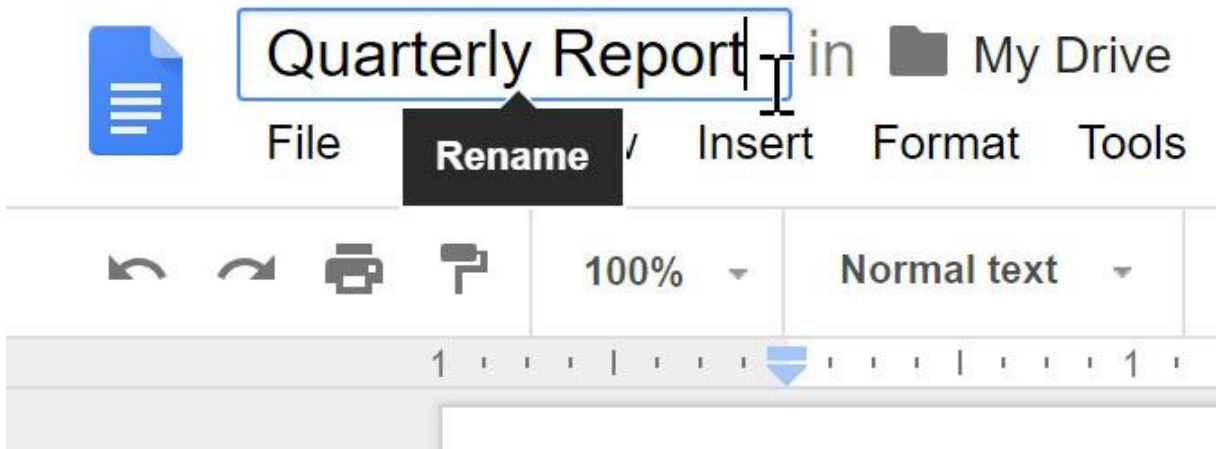 Quarterly Report in My Drive
File Insert Format Tools
Rename
100% Normal text
1 1